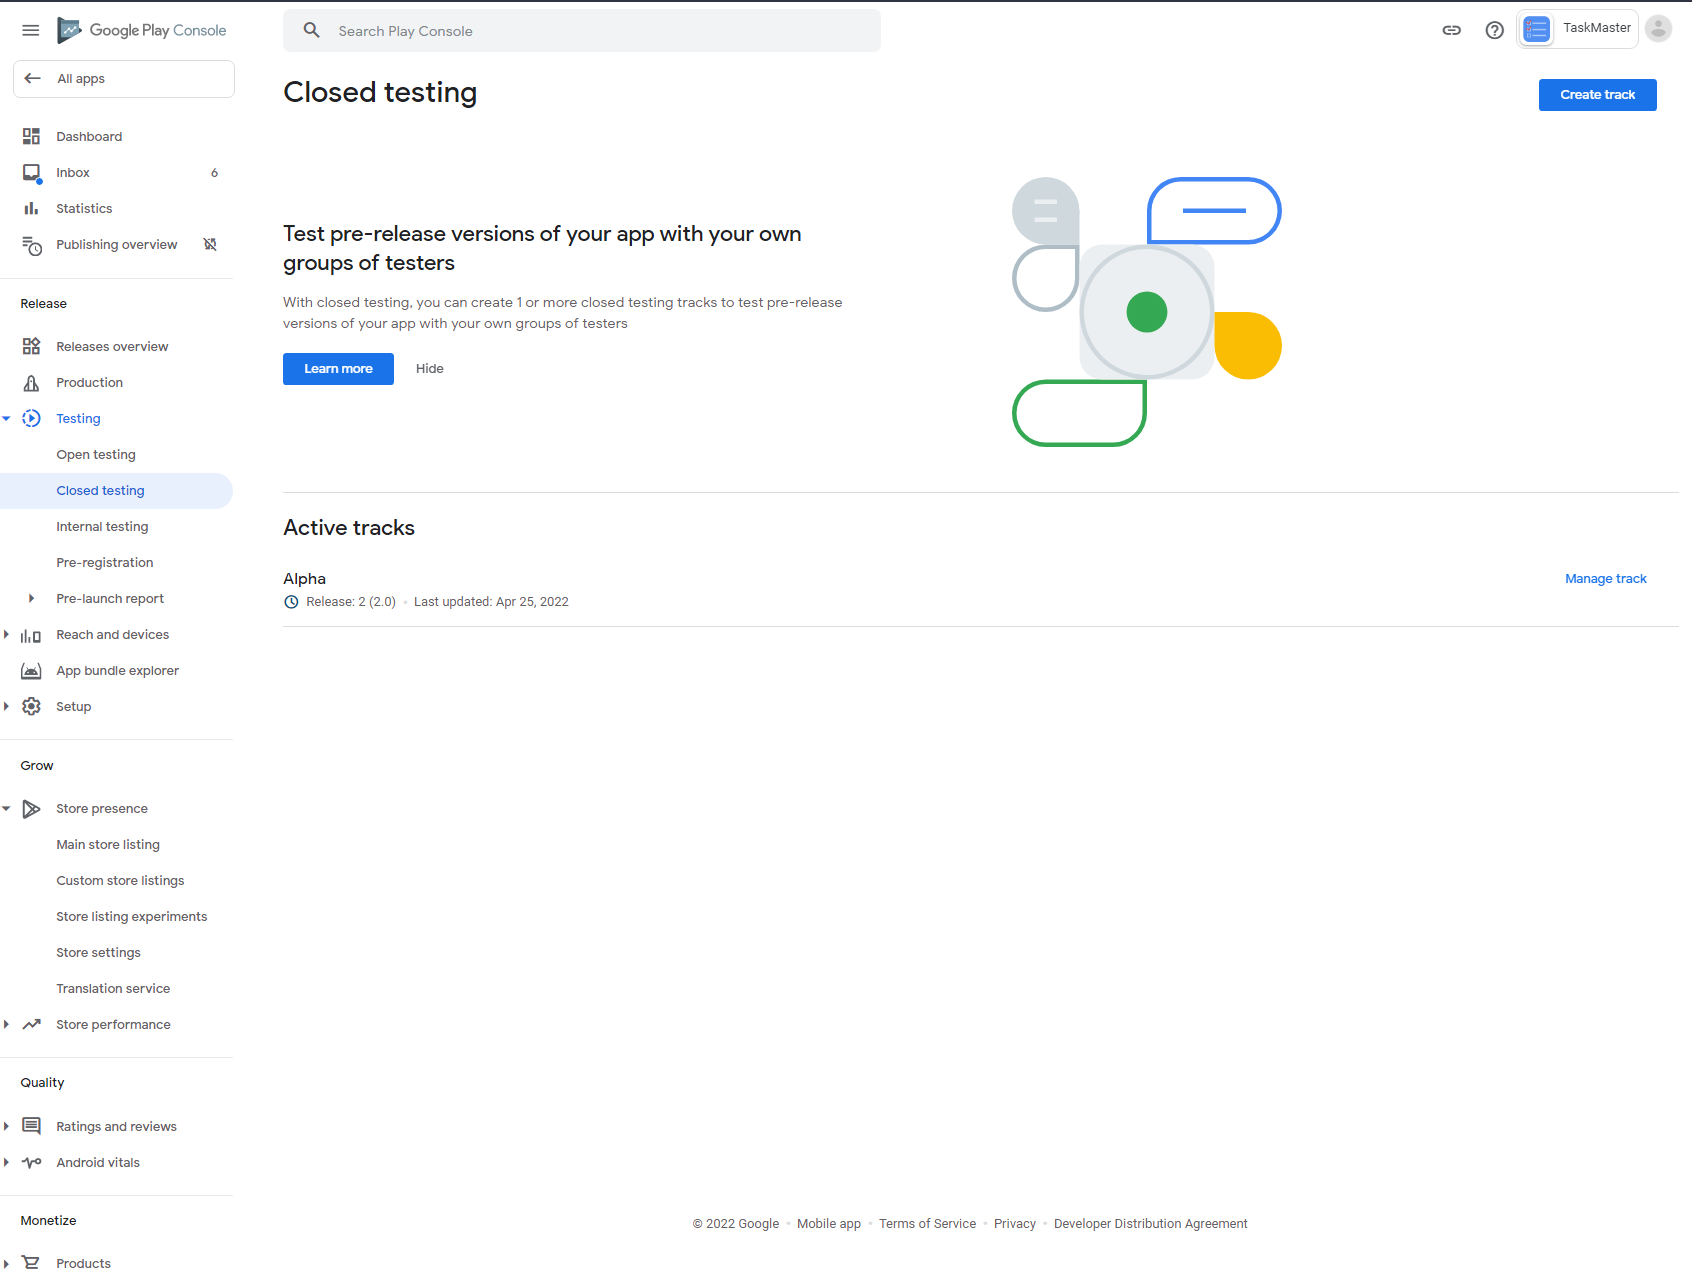 Google Play Console
Search Play Console
TaskMaster
All apps
Dashboard
Inbox 6
Statistics
Publishing overview
Release
Releases overview
Production
Testing
Open testing
Closed testing
Internal testing
Pre-registration
Pre-launch report
Reach and devices
App bundle explorer
Setup
Grow
Store presence
Main store listing
Custom store listings
Store listing experiments
Store settings
Translation service
Store performance
Quality
Ratings and reviews
Android vitals
Monetize
Products
Closed testing
Create track
Test pre-release versions of your app with your own
groups of testers
With closed testing, you can create 1 or more closed testing tracks to test pre-release
versions of your app with your own groups of testers
Learn more Hide
Active tracks
Alpha
Manage track
Release: 2 (2.0) • Last updated: Apr 25, 2022
© 2022 Google • Mobile app • Terms of Service • Privacy • Developer Distribution Agreement